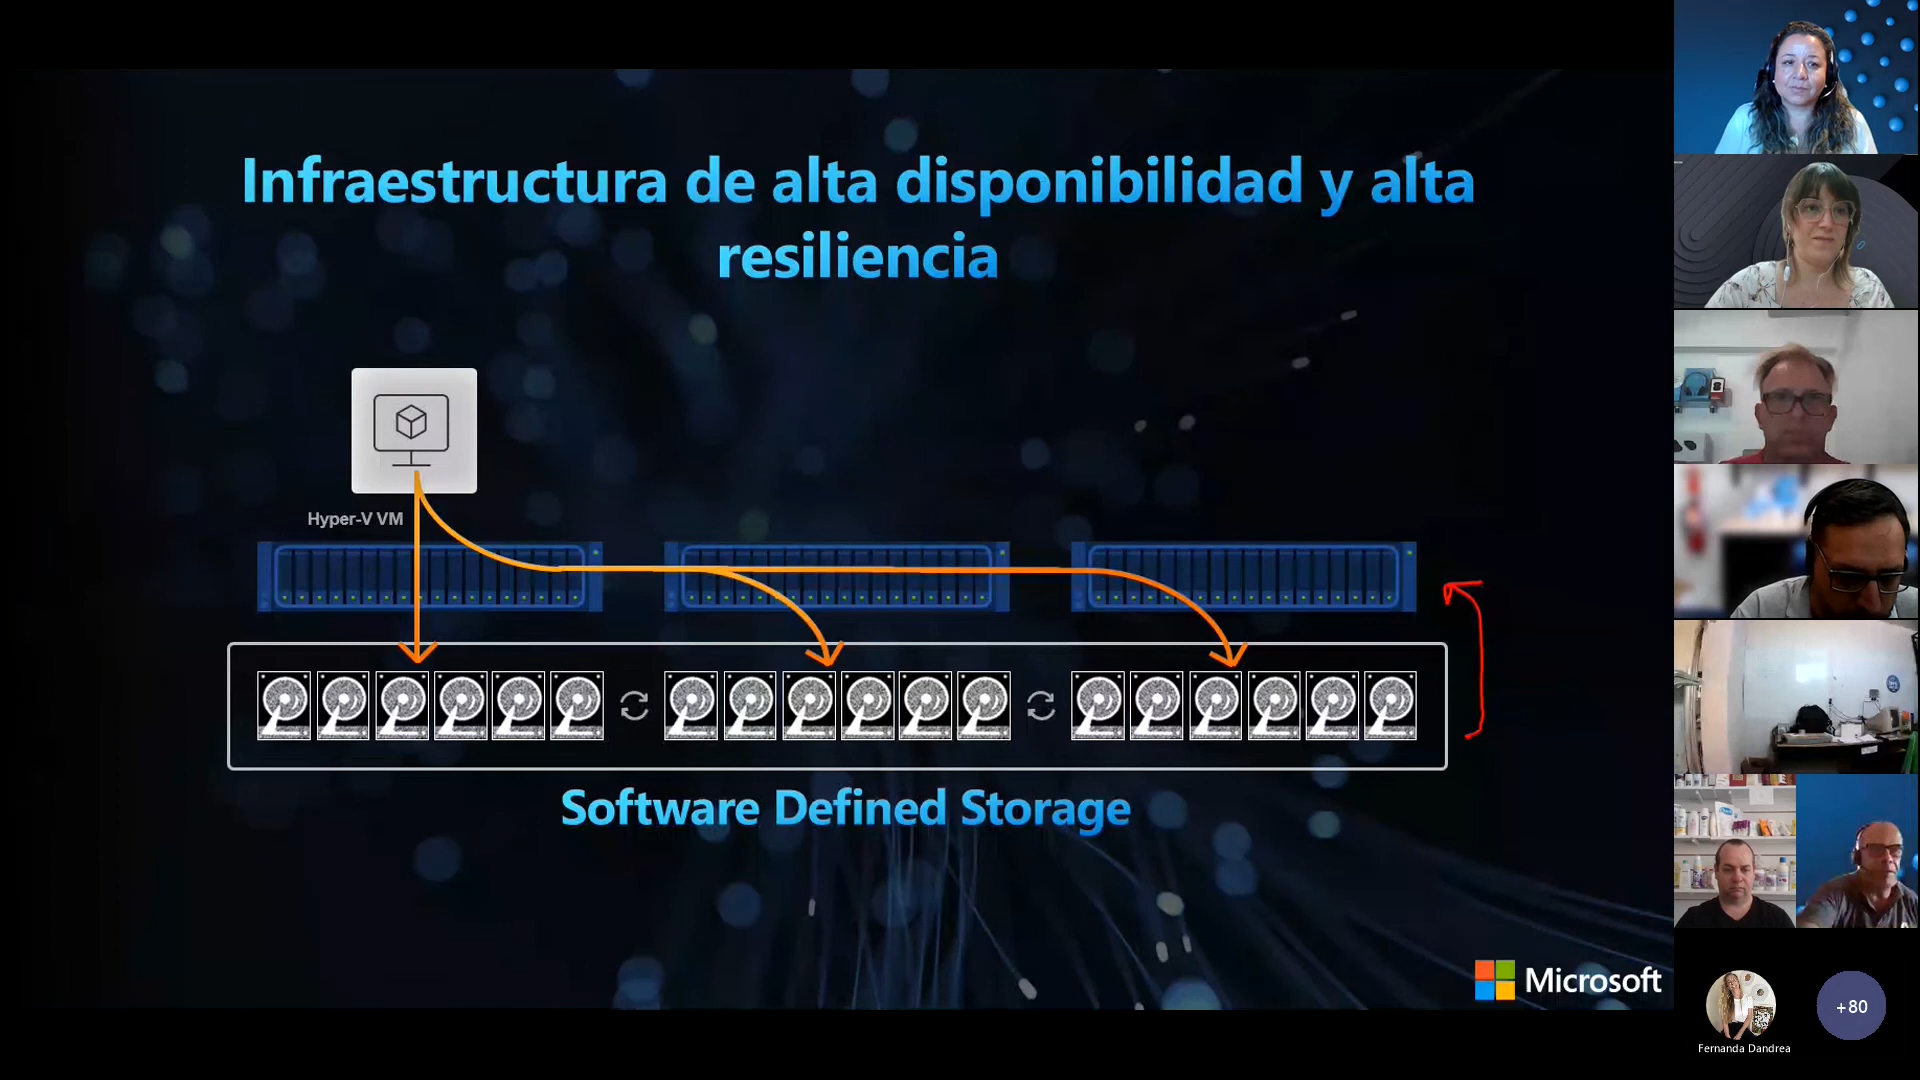 Infraestructura de alta disponibilidad y alta
resiliencia
Hyper-V VM
Software Defined Storage
Microsoft
Fernanda Dandrea
+80